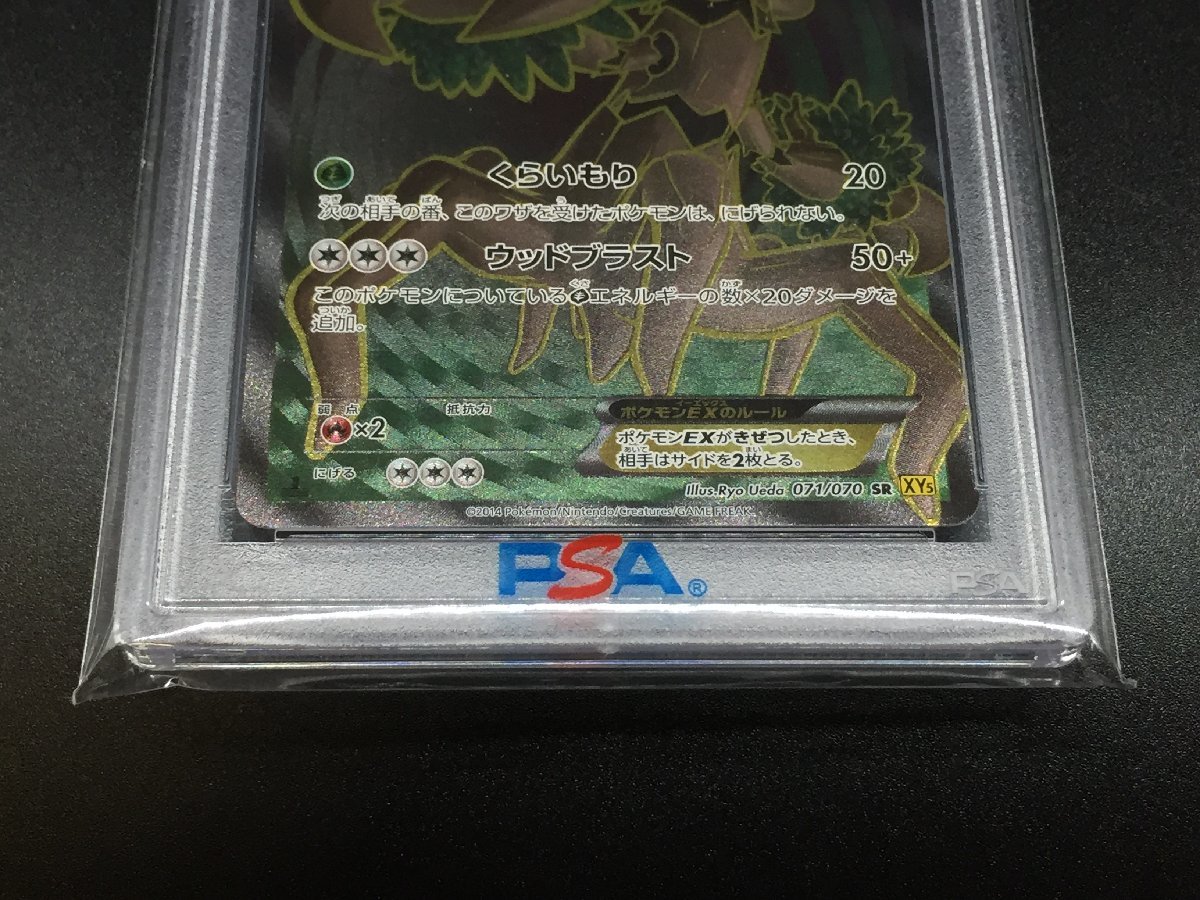 くらいもり 20
次の相手の番、このワザを受けたポケモンは、にげられない。
ウッドブラスト 50+
このポケモンについているエネルギーの数×20ダメージを
追加。
弱点 抵抗力
×2
にげる
ポケモンEXのルール
ポケモンEXがきぜつしたとき、
相手はサイドを2枚とる。
Illus.Ryo Ueda 071/070 SR XY5
©2014 Pokémon/Nintendo/Creatures/GAME FREAK.
PSA®
PSA